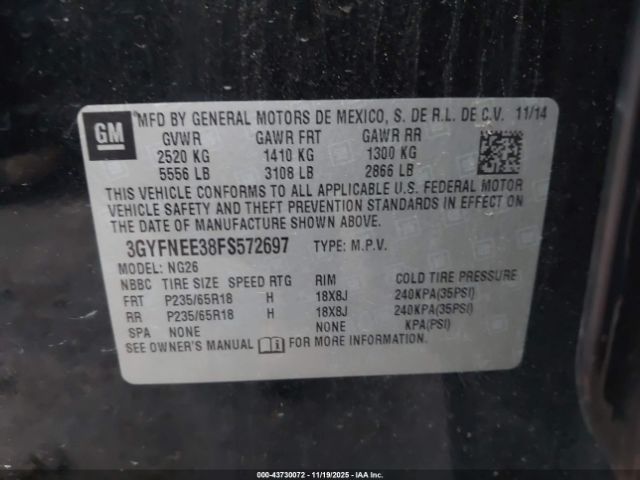 GM
MFD BY GENERAL MOTORS DE MEXICO, S. DE R.L. DE C.V. 11/14
GVWR GAWR FRT GAWR RR
2520 KG 1410 KG 1300 KG
5556 LB 3108 LB 2866 LB
THIS VEHICLE CONFORMS TO ALL APPLICABLE U.S. FEDERAL MOTOR
VEHICLE SAFETY AND THEFT PREVENTION STANDARDS IN EFFECT ON
THE DATE OF MANUFACTURE SHOWN ABOVE.
3GYFNEE38FS572697 TYPE: M.P.V.
MODEL: NG26
NBBC TIRE SIZE SPEED RTG RIM COLD TIRE PRESSURE
FRT P235/65R18 H 18X8J 240KPA(35PSI)
RR P235/65R18 H 18X8J 240KPA(35PSI)
SPA NONE NONE KPA(PSI)
SEE OWNER'S MANUAL FOR MORE INFORMATION.
000-43730072 - 11/19/2025 - IAA Inc.